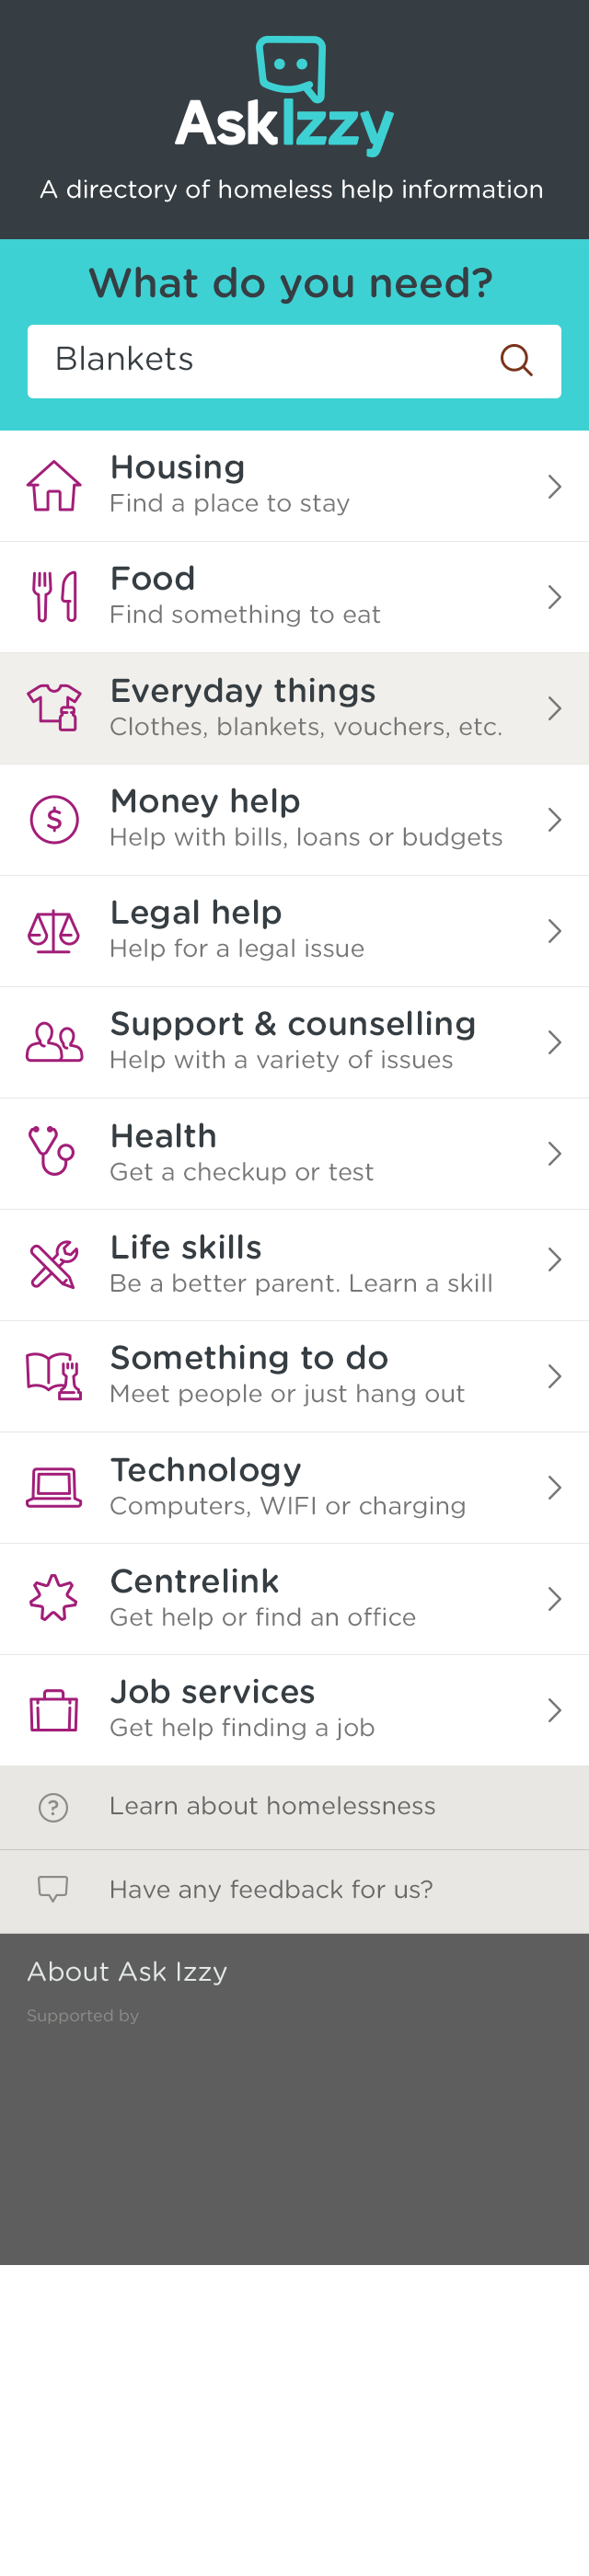 AskIzzy
A directory of homeless help information
What do you need?
Blankets
Housing
Find a place to stay
Food
Find something to eat
Everyday things
Clothes, blankets, vouchers, etc.
$
Money help
Help with bills, loans or budgets
Legal help
Help for a legal issue
Support & counselling
Help with a variety of issues
Health
Get a checkup or test
Life skills
Be a better parent. Learn a skill
Something to do
Meet people or just hang out
Technology
Computers, WIFI or charging
Centrelink
Get help or find an office
Job services
Get help finding a job
? Learn about homelessness
Have any feedback for us?
About Ask Izzy
Supported by